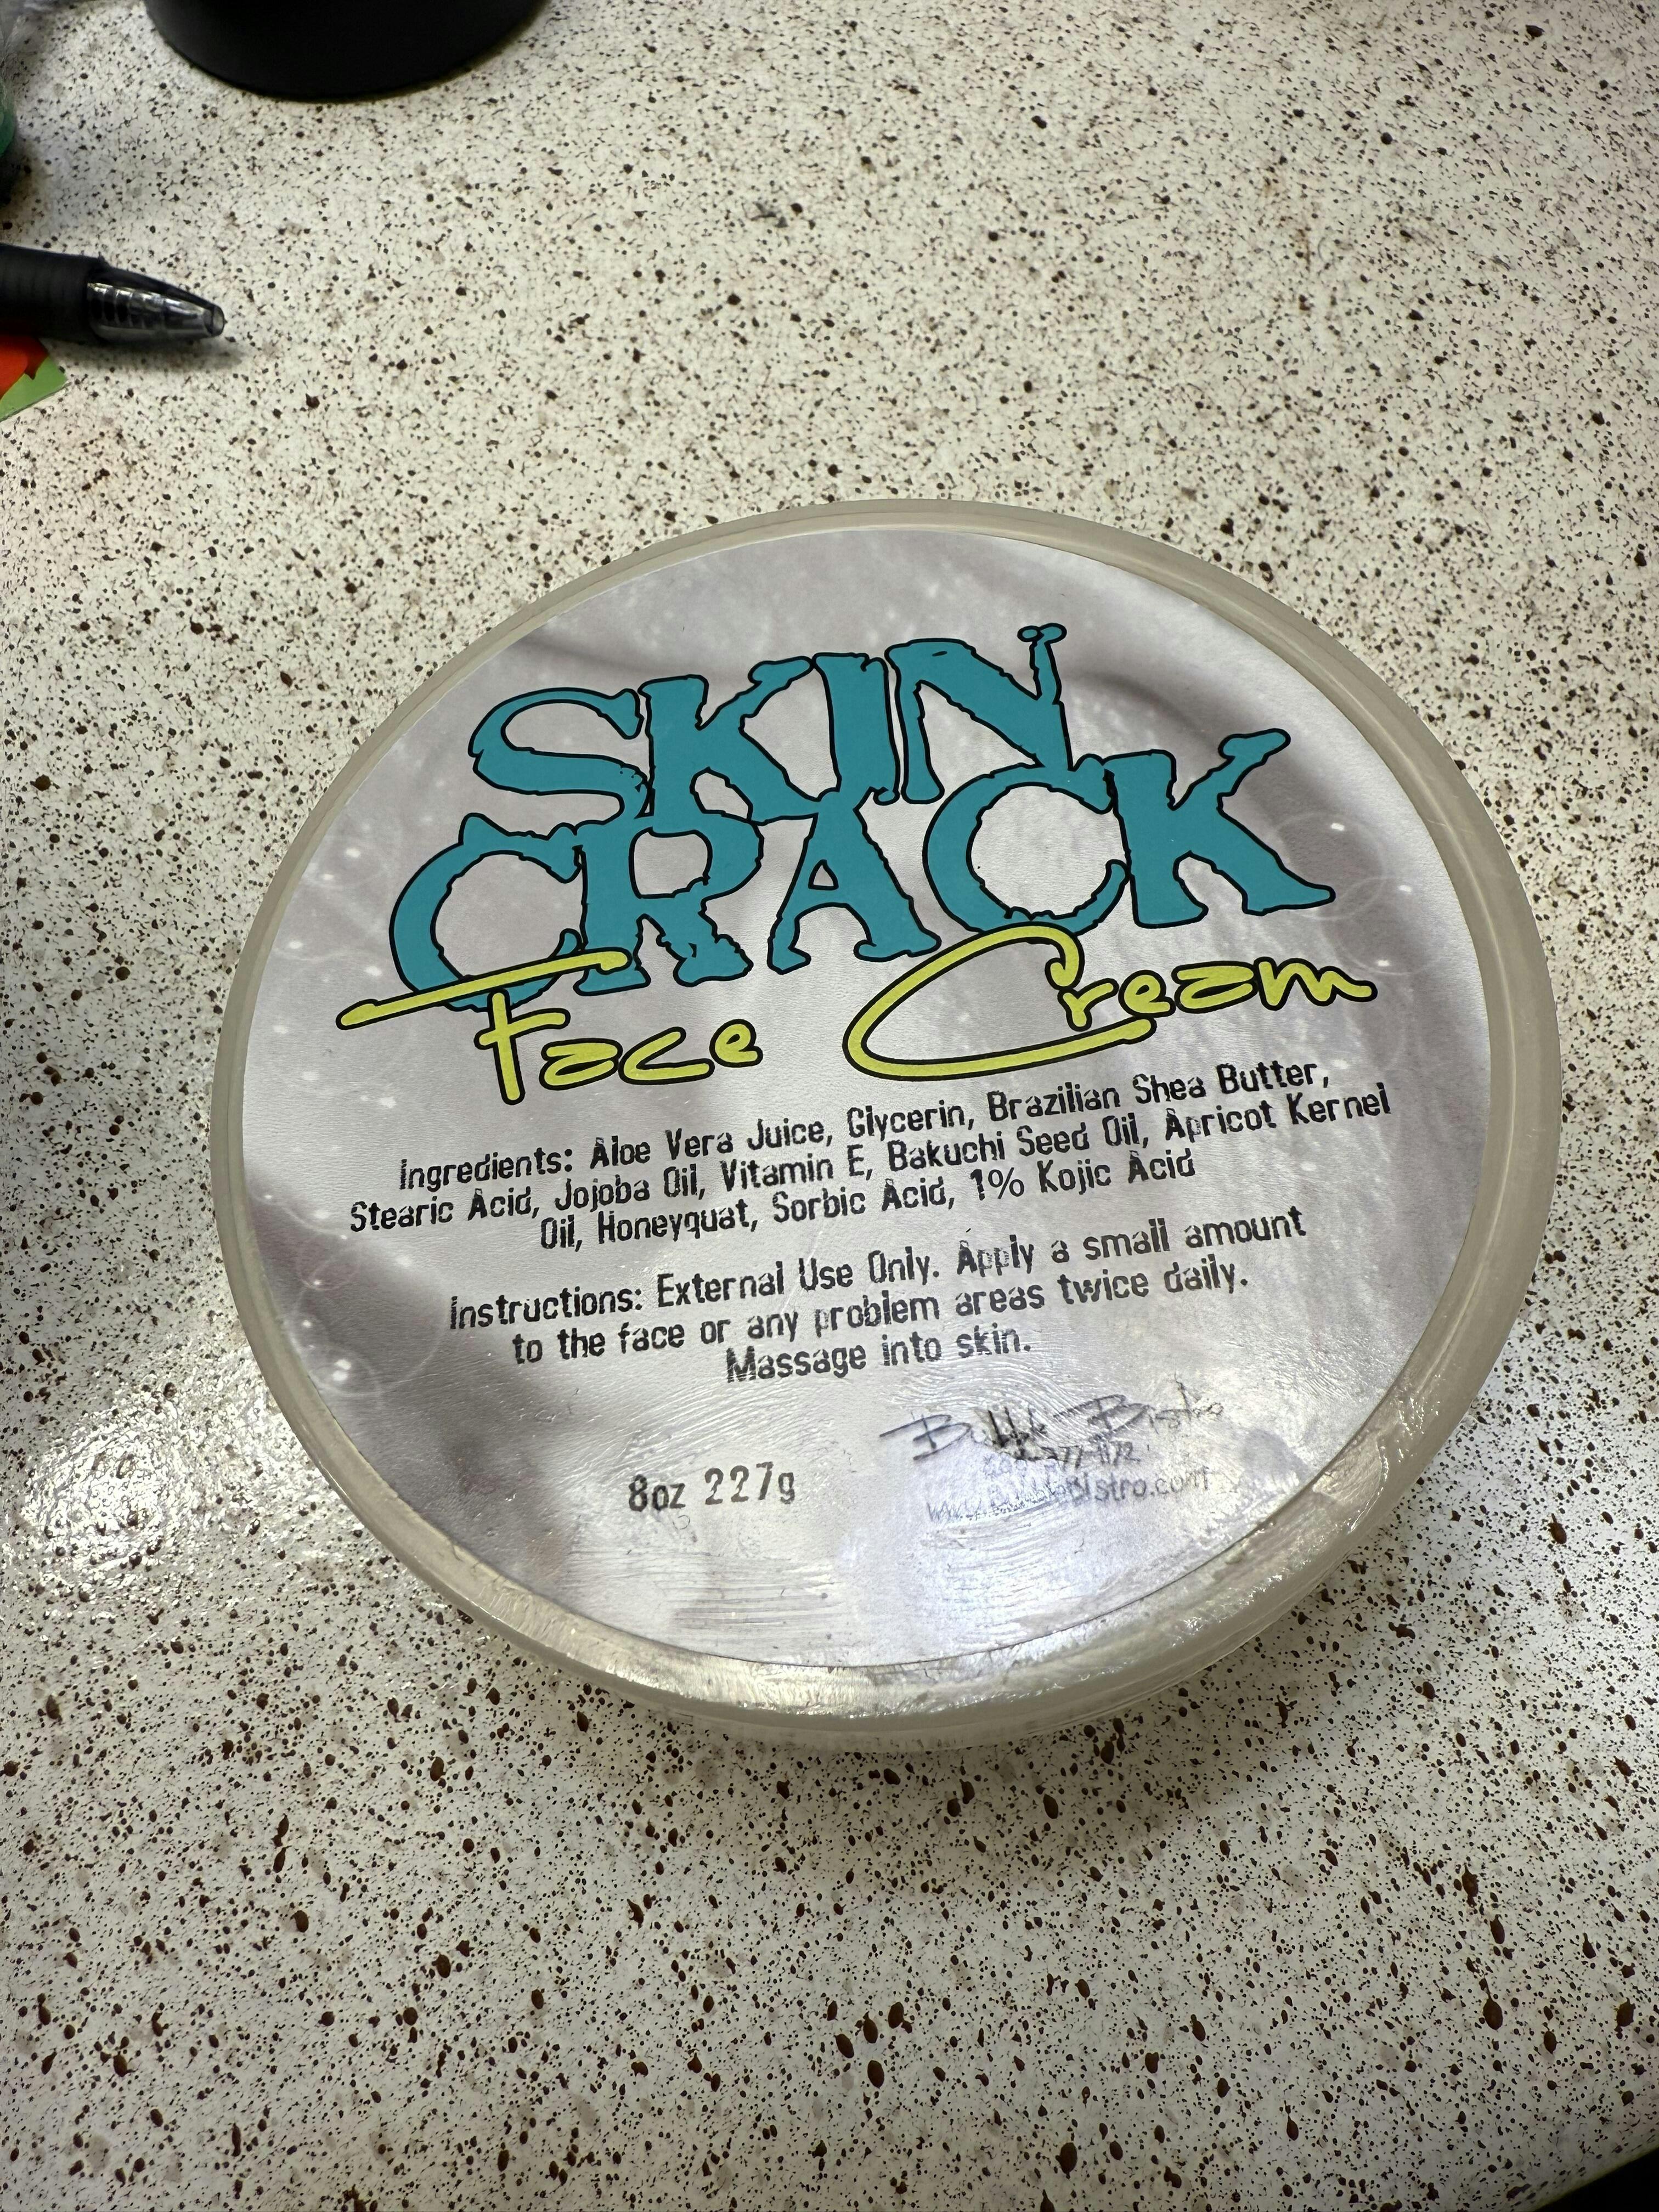 SKIN
CRACK
Face Cream
Ingredients: Aloe Vera Juice, Glycerin, Brazilian Shea Butter,
Stearic Acid, Jojoba Oil, Vitamin E, Bakuchi Seed Oil, Apricot Kernel
Oil, Honeyquat, Sorbic Acid, 1% Kojic Acid
Instructions: External Use Only. Apply a small amount
to the face or any problem areas twice daily.
Massage into skin.
Bubble Bistro
8oz 227g